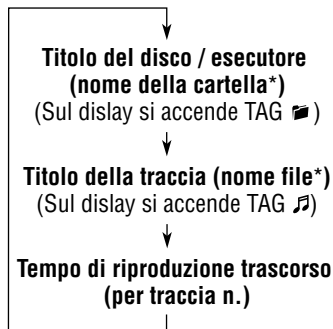 Titolo del disco / esecutore
(nome della cartella*)
(Sul dislay si accende TAG )
Titolo della traccia (nome file*)
(Sul dislay si accende TAG )
Tempo di riproduzione trascorso
(per traccia n.)